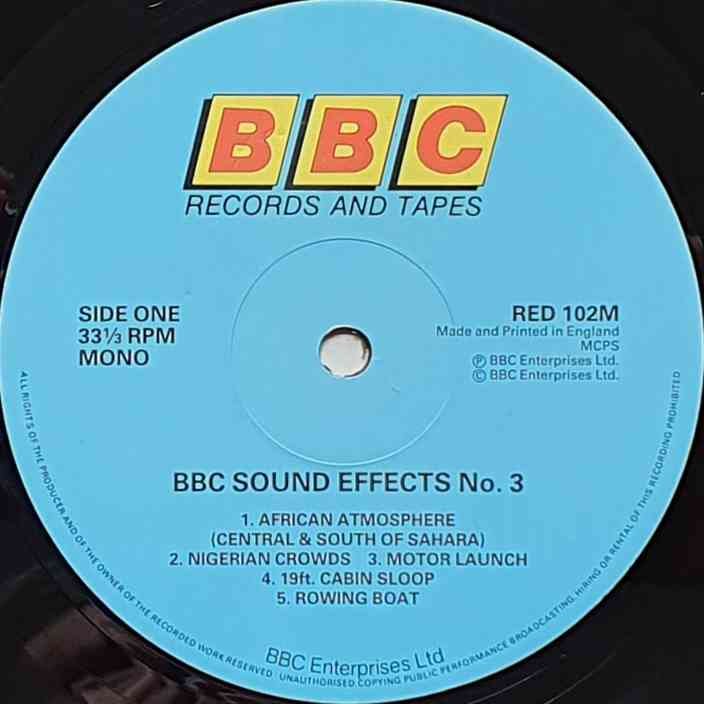 BBC
RECORDS AND TAPES
SIDE ONE
33⅓ RPM
MONO
RED 102M
Made and Printed in England
MCPS
Ⓟ BBC Enterprises Ltd.
© BBC Enterprises Ltd.
BBC SOUND EFFECTS No. 3
1. AFRICAN ATMOSPHERE
(CENTRAL & SOUTH OF SAHARA)
2. NIGERIAN CROWDS 3. MOTOR LAUNCH
4. 19ft. CABIN SLOOP
5. ROWING BOAT
BBC Enterprises Ltd
ALL RIGHTS OF THE PRODUCER AND OF THE OWNER OF THE RECORDED WORK RESERVED UNAUTHORISED COPYING PUBLIC PERFORMANCE BROADCASTING, HIRING OR RENTAL OF THIS RECORDING PROHIBITED